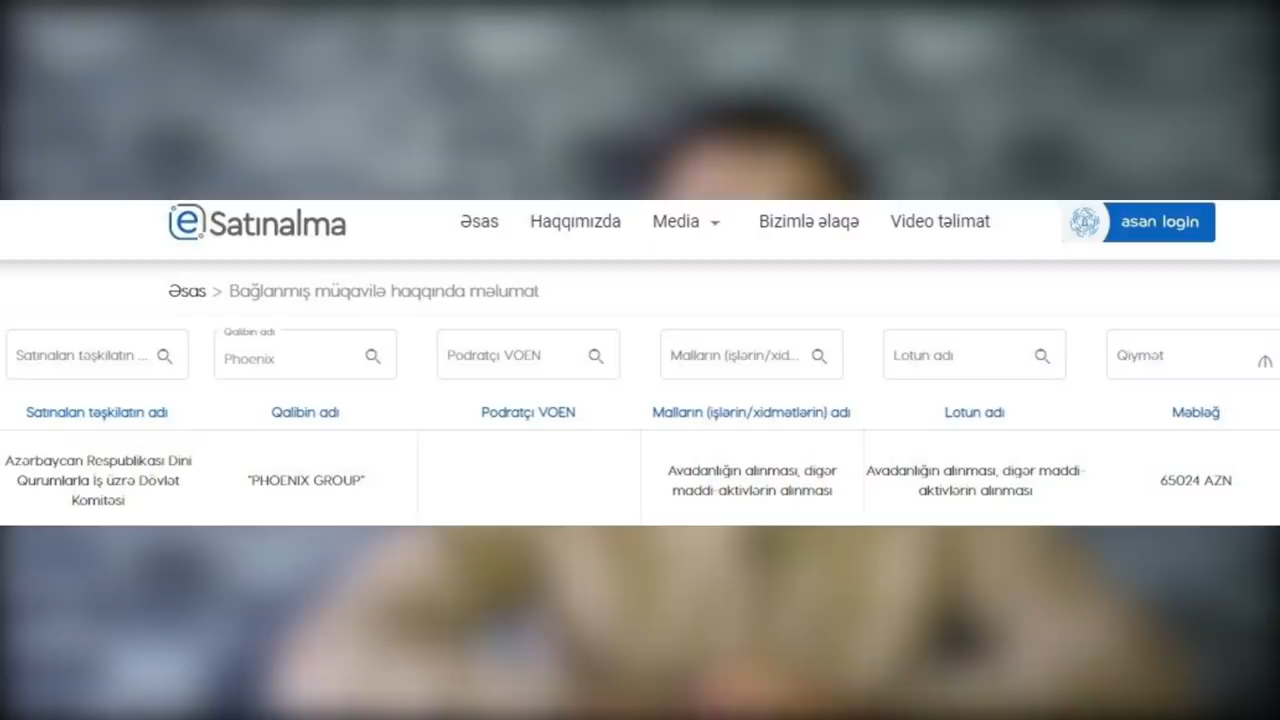 e Satınalma
Əsas Haqqımızda Media Bizimlə əlaqə Video təlimat asan login
Əsas > Bağlanmış müqavilə haqqında məlumat
Qalibin adı
Satınalan təşkilatın ... Phoenix Podratçı VOEN Malların (işlərin/xid... Lotun adı Qiymət
Satınalan təşkilatın adı Qalibin adı Podratçı VOEN Malların (işlərin/xidmətlərin) adı Lotun adı Məbləğ
Azərbaycan Respublikası Dini
Qurumlarla İş üzrə Dövlət
Komitəsi
"PHOENIX GROUP"
Avadanlığın alınması, digər
maddi-aktivlərin alınması
Avadanlığın alınması, digər maddi-
aktivlərin alınması
65024 AZN